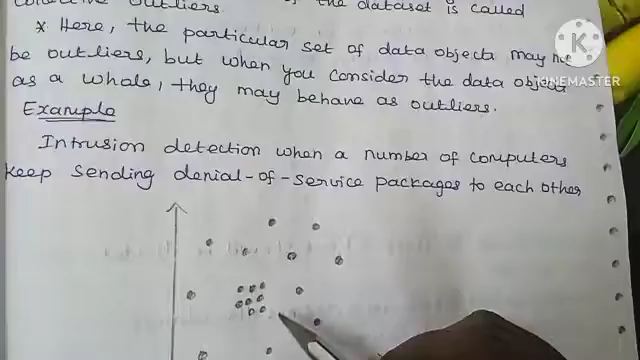 collective outliers of the dataset is called
* Here, the particular set of data objects may
be outliers, but when you consider the data objects
as a whole, they may behave as outliers.
Example
Intrusion detection when a number of computers
keep sending denial-of-service packages to each other
KINEMASTER